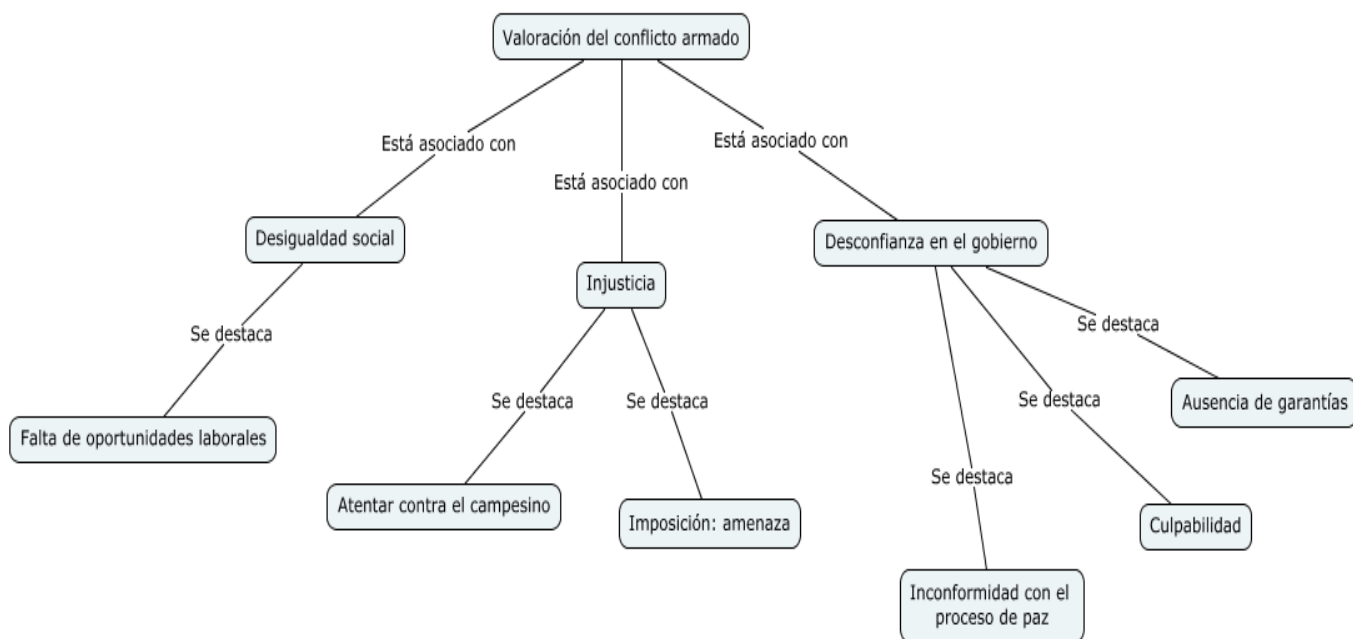 Valoración del conflicto armado
Está asociado con
Está asociado con
Está asociado con
Desigualdad social
Injusticia
Desconfianza en el gobierno
Se destaca
Se destaca
Se destaca
Se destaca
Se destaca
Se destaca
Falta de oportunidades laborales
Atentar contra el campesino
Imposición: amenaza
Inconformidad con el
proceso de paz
Culpabilidad
Ausencia de garantías